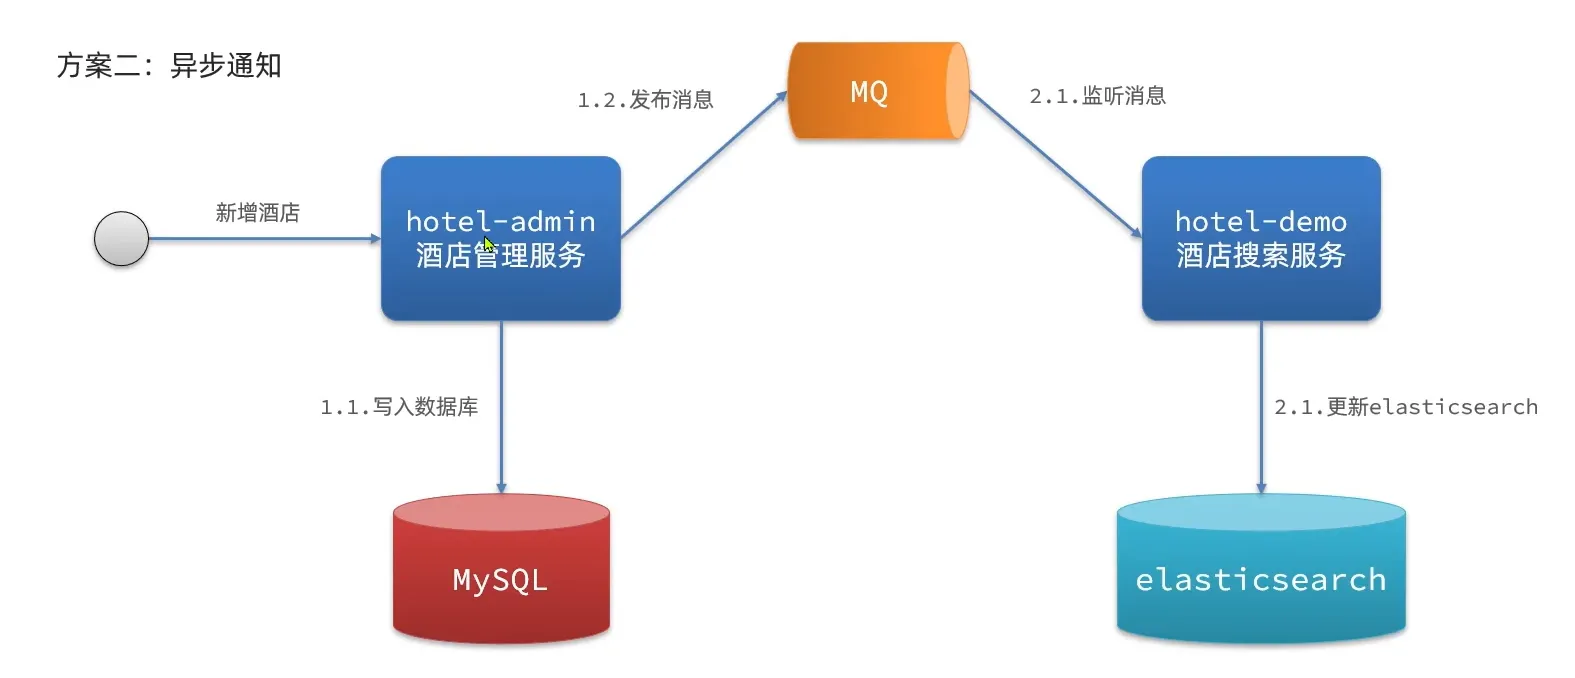 方案二：异步通知
MQ
1.2.发布消息
2.1.监听消息
新增酒店
hotel-admin
酒店管理服务
hotel-demo
酒店搜索服务
1.1.写入数据库
2.1.更新elasticsearch
MySQL
elasticsearch